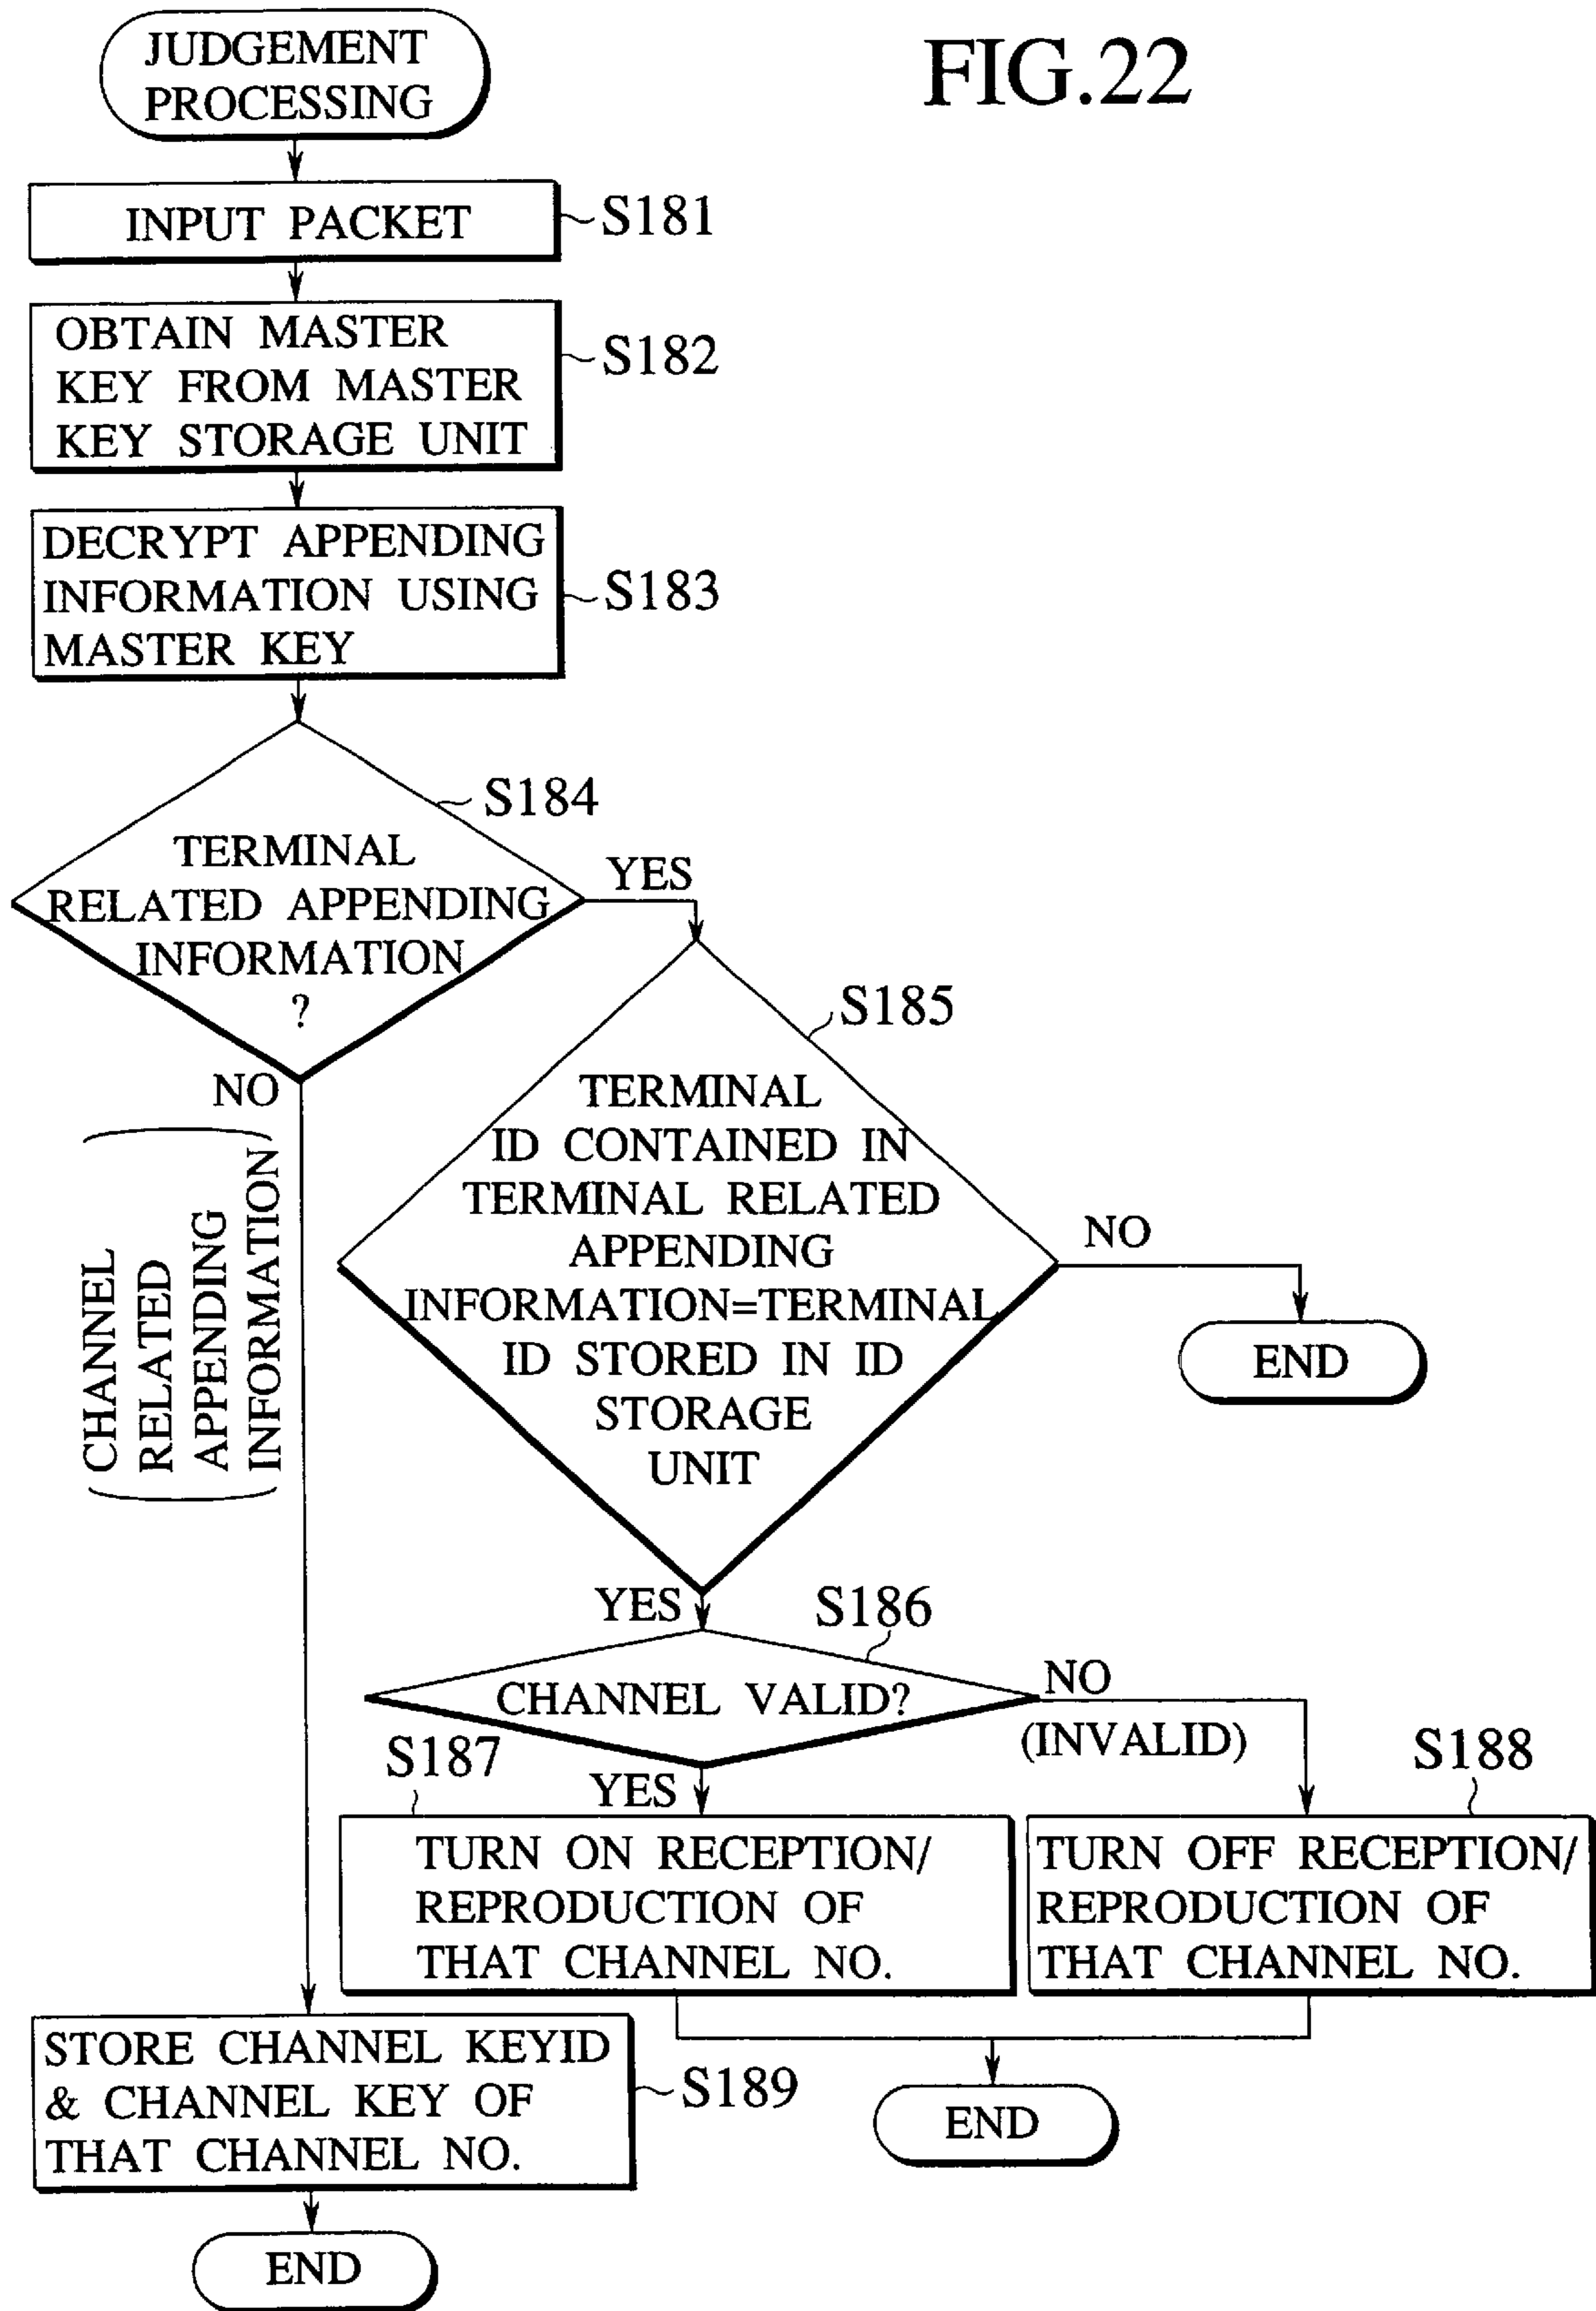 FIG.22
JUDGEMENT
PROCESSING
INPUT PACKET
S181
OBTAIN MASTER
KEY FROM MASTER
KEY STORAGE UNIT
S182
DECRYPT APPENDING
INFORMATION USING
MASTER KEY
S183
S184
TERMINAL
RELATED APPENDING
INFORMATION
?
YES
NO
CHANNEL
RELATED
APPENDING
INFORMATION
S185
TERMINAL
ID CONTAINED IN
TERMINAL RELATED
APPENDING
INFORMATION=TERMINAL
ID STORED IN ID
STORAGE
UNIT
NO
END
YES
S186
CHANNEL VALID?
NO
(INVALID)
S187
YES
S188
TURN ON RECEPTION/
REPRODUCTION OF
THAT CHANNEL NO.
TURN OFF RECEPTION/
REPRODUCTION OF
THAT CHANNEL NO.
END
STORE CHANNEL KEYID
& CHANNEL KEY OF
THAT CHANNEL NO.
S189
END